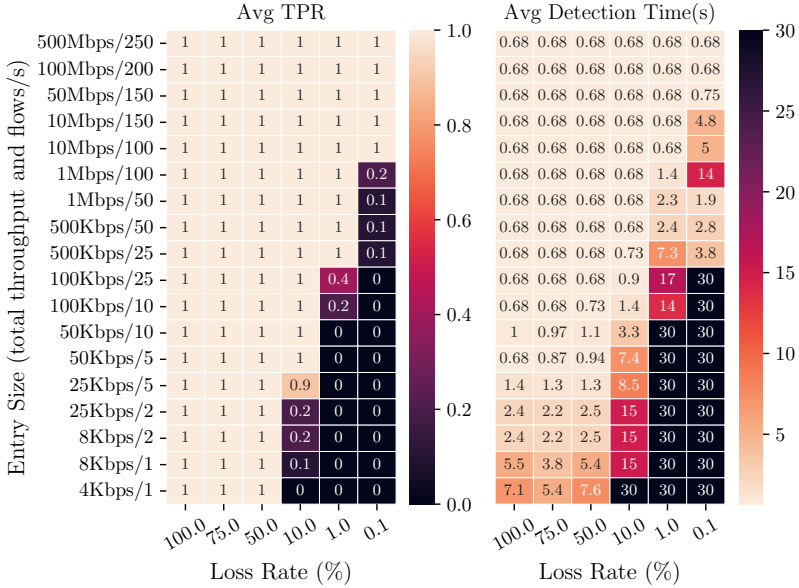 Avg TPR
Avg Detection Time(s)
Entry Size (total throughput and flows/s)
500Mbps/250 1 1 1 1 1 1 0.68 0.68 0.68 0.68 0.68 0.68
100Mbps/200 1 1 1 1 1 1 0.68 0.68 0.68 0.68 0.68 0.68
50Mbps/150 1 1 1 1 1 1 0.68 0.68 0.68 0.68 0.68 0.75
10Mbps/150 1 1 1 1 1 1 0.68 0.68 0.68 0.68 0.68 4.8
10Mbps/100 1 1 1 1 1 1 0.68 0.68 0.68 0.68 0.68 5
1Mbps/100 1 1 1 1 1 0.2 0.68 0.68 0.68 0.68 1.4 14
1Mbps/50 1 1 1 1 1 0.1 0.68 0.68 0.68 0.68 2.3 1.9
500Kbps/50 1 1 1 1 1 0.1 0.68 0.68 0.68 0.68 2.4 2.8
500Kbps/25 1 1 1 1 1 0.1 0.68 0.68 0.68 0.73 7.3 3.8
100Kbps/25 1 1 1 1 0.4 0 0.68 0.68 0.68 0.9 17 30
100Kbps/10 1 1 1 1 0.2 0 0.68 0.68 0.73 1.4 14 30
50Kbps/10 1 1 1 1 0 0 1 0.97 1.1 3.3 30 30
50Kbps/5 1 1 1 1 0 0 0.68 0.87 0.94 7.4 30 30
25Kbps/5 1 1 1 0.9 0 0 1.4 1.3 1.3 8.5 30 30
25Kbps/2 1 1 1 0.2 0 0 2.4 2.2 2.5 15 30 30
8Kbps/2 1 1 1 0.2 0 0 2.4 2.2 2.5 15 30 30
8Kbps/1 1 1 1 0.1 0 0 5.5 3.8 5.4 15 30 30
4Kbps/1 1 1 1 0 0 0 7.1 5.4 7.6 30 30 30
100.0 75.0 50.0 10.0 1.0 0.1
Loss Rate (%)
1.0
0.8
0.6
0.4
0.2
0.0
100.0 75.0 50.0 10.0 1.0 0.1
Loss Rate (%)
30
25
20
15
10
5